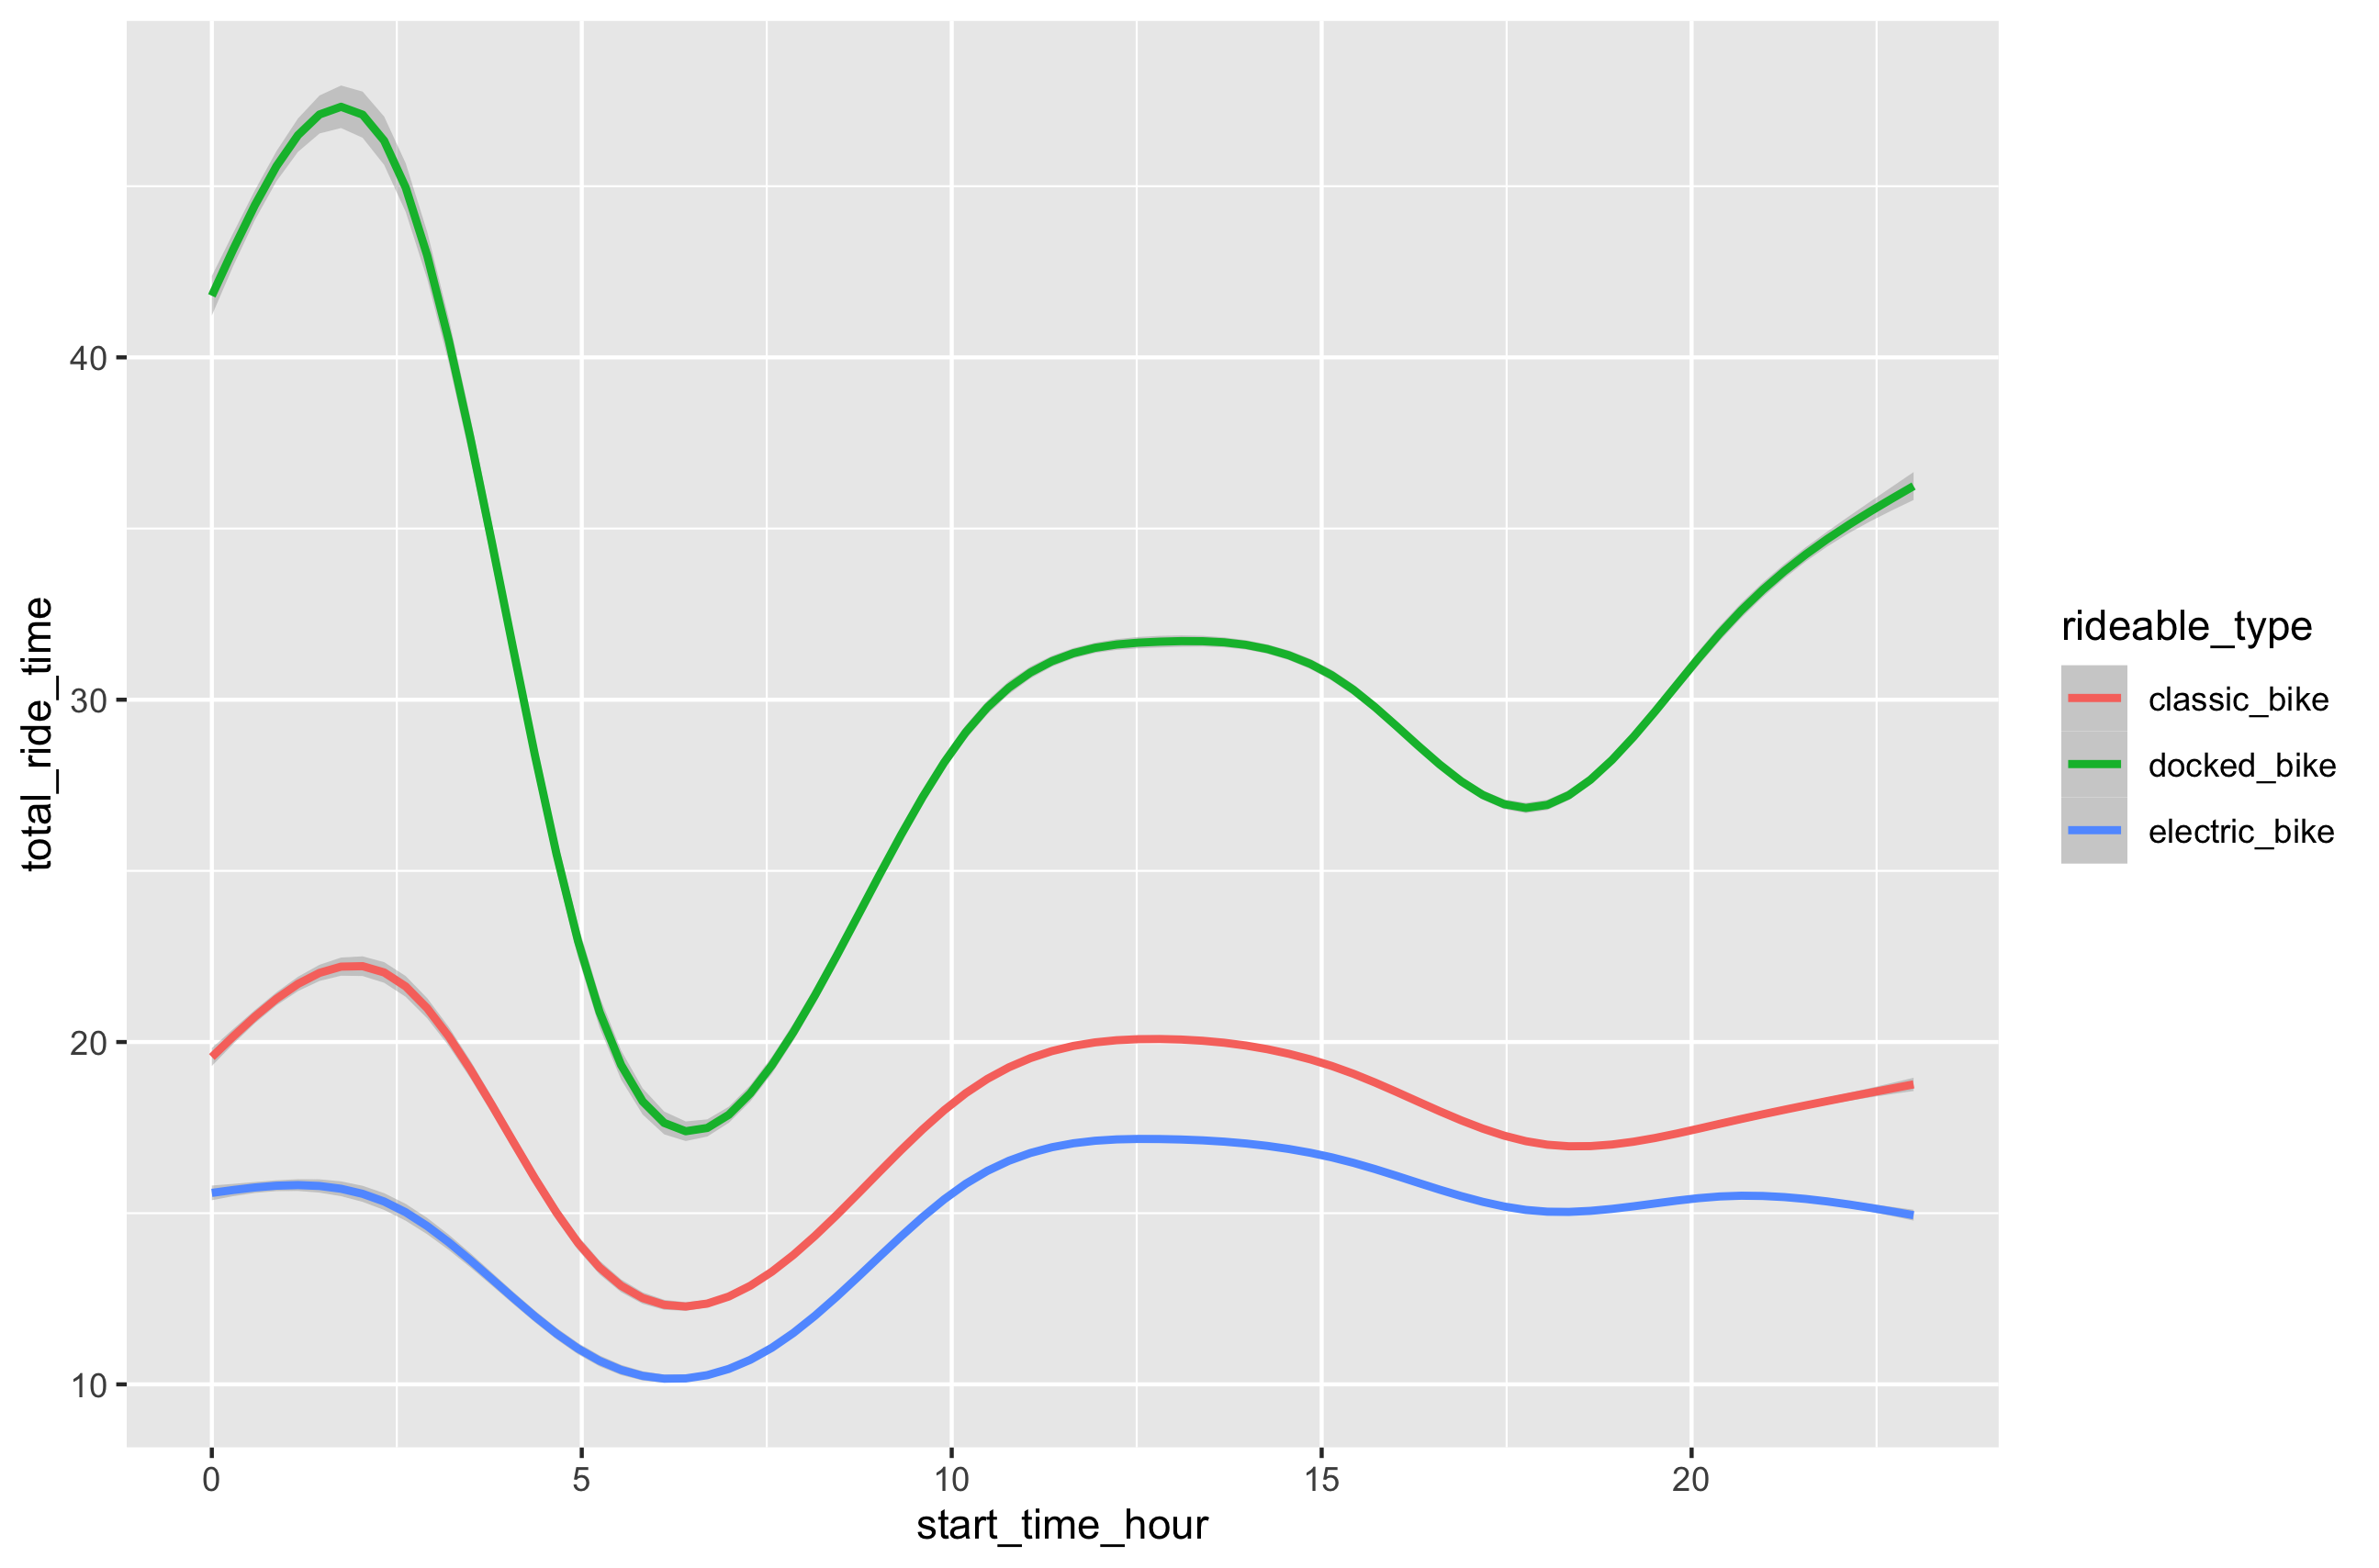 total_ride_time
40
30
20
10
0 5 10 15 20
start_time_hour
rideable_type
classic_bike
docked_bike
electric_bike